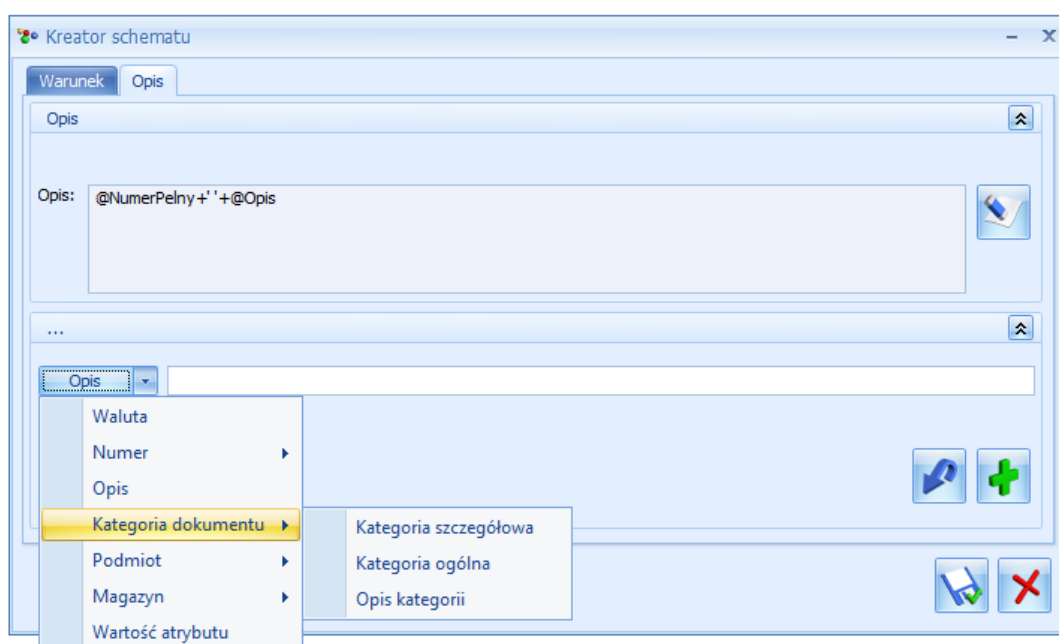 Kreator schematu
Warunek Opis
Opis
Opis: @NumerPelny+' '+@Opis
...
Opis
Waluta
Numer
Opis
Kategoria dokumentu
Kategoria szczegółowa
Podmiot
Kategoria ogólna
Magazyn
Opis kategorii
Wartość atrybutu